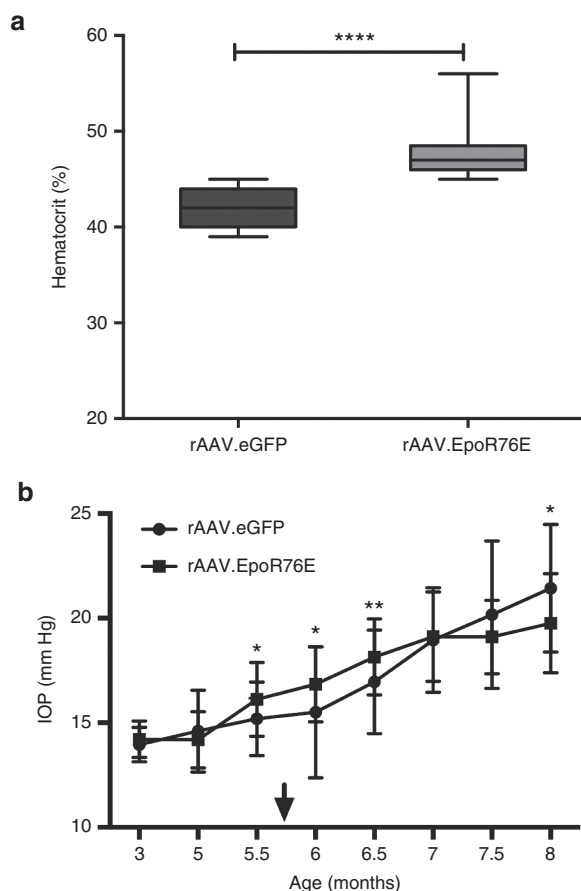 a
60
50
40
30
20
Hematocrit (%)
****
rAAV.eGFP
rAAV.EpoR76E
b
25
20
15
10
IOP (mm Hg)
rAAV.eGFP
rAAV.EpoR76E
*
*
**
*
3
5
5.5
6
6.5
7
7.5
8
Age (months)